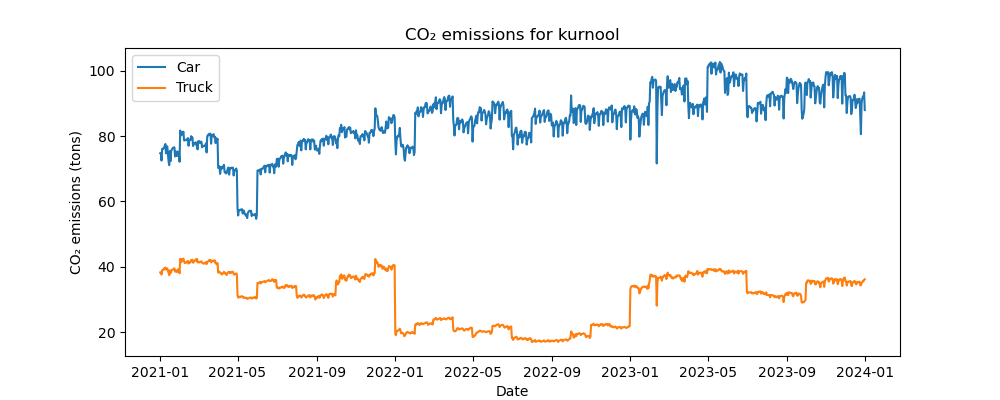 CO₂ emissions for kurnool
Car
Truck
CO₂ emissions (tons)
100
80
60
40
20
2021-01 2021-05 2021-09 2022-01 2022-05 2022-09 2023-01 2023-05 2023-09 2024-01
Date